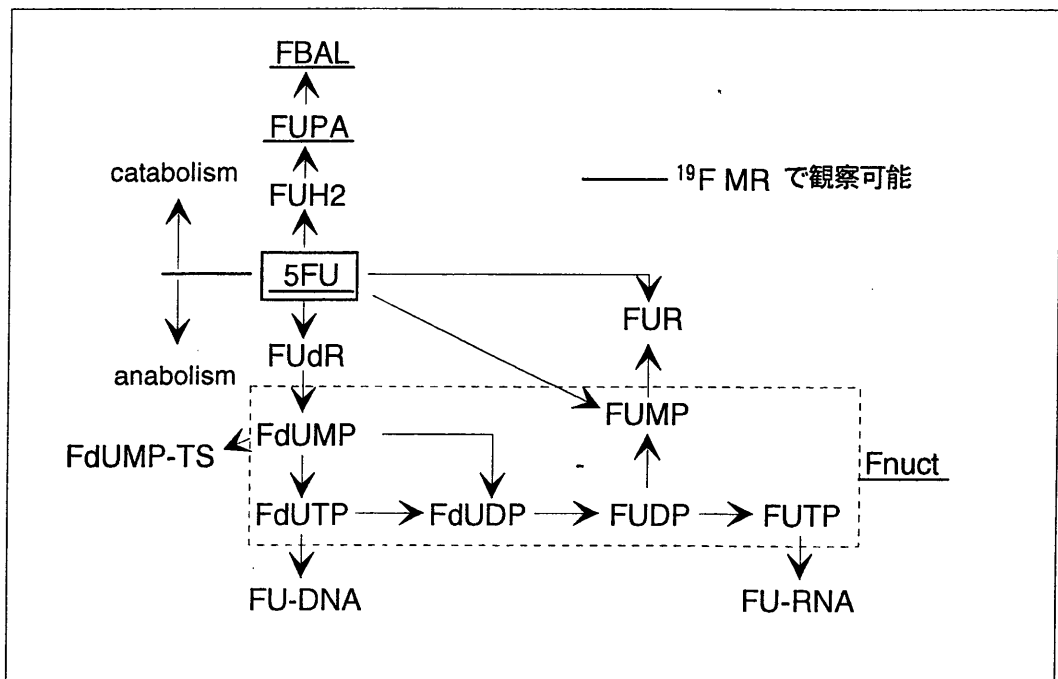 FBAL
FUPA
catabolism
FUH2
¹⁹F MR で観察可能
5FU
FUR
FUdR
anabolism
FUMP
FdUMP
FdUMP-TS
Fnuct
FdUTP
FdUDP
FUDP
FUTP
FU-DNA
FU-RNA